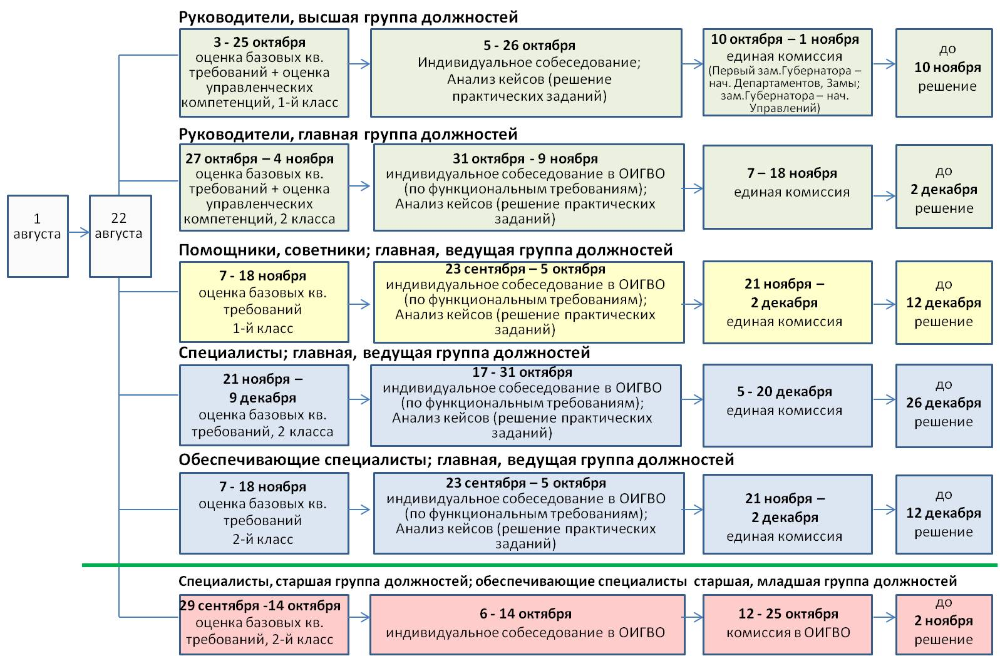 Руководители, высшая группа должностей
3 - 25 октября
оценка базовых кв.
требований + оценка
управленческих
компетенций, 1-й класс
5 - 26 октября
Индивидуальное собеседование;
Анализ кейсов (решение
практических заданий)
10 октября – 1 ноября
единая комиссия
(Первый зам.Губернатора –
нач. Департаментов, Замы;
зам.Губернатора – нач.
Управлений)
до
10 ноября
решение
Руководители, главная группа должностей
27 октября – 4 ноября
оценка базовых кв.
требований + оценка
управленческих
компетенций, 2 класса
31 октября - 9 ноября
индивидуальное собеседование в ОИГВО
(по функциональным требованиям);
Анализ кейсов (решение практических
заданий)
7 – 18 ноября
единая комиссия
до
2 декабря
решение
1
августа
22
августа
Помощники, советники; главная, ведущая группа должностей
7 - 18 ноября
оценка базовых кв.
требований
1-й класс
23 сентября – 5 октября
индивидуальное собеседование в ОИГВО
(по функциональным требованиям);
Анализ кейсов (решение практических
заданий)
21 ноября –
2 декабря
единая комиссия
до
12 декабря
решение
Специалисты; главная, ведущая группа должностей
21 ноября –
9 декабря
оценка базовых кв.
требований, 2 класса
17 - 31 октября
индивидуальное собеседование в ОИГВО
(по функциональным требованиям);
Анализ кейсов (решение практических
заданий)
5 - 20 декабря
единая комиссия
до
26 декабря
решение
Обеспечивающие специалисты; главная, ведущая группа должностей
7 - 18 ноября
оценка базовых кв.
требований
2-й класс
23 сентября – 5 октября
индивидуальное собеседование в ОИГВО
(по функциональным требованиям);
Анализ кейсов (решение практических
заданий)
21 ноября –
2 декабря
единая комиссия
до
12 декабря
решение
Специалисты, старшая группа должностей; обеспечивающие специалисты старшая, младшая группа должностей
29 сентября -14 октября
оценка базовых кв.
требований, 2-й класс
6 - 14 октября
индивидуальное собеседование в ОИГВО
12 - 25 октября
комиссия в ОИГВО
до
2 ноября
решение